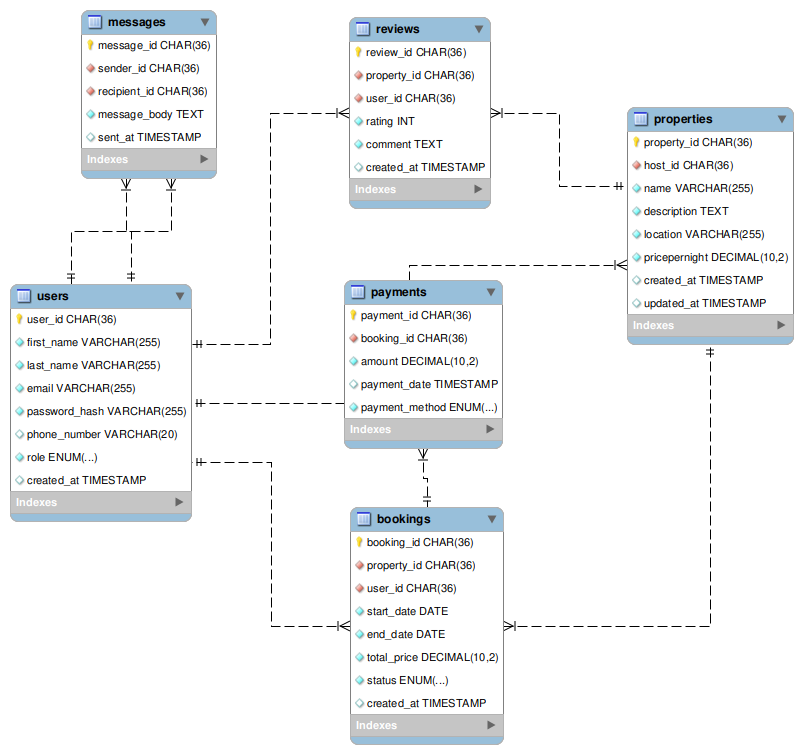 messages
message_id CHAR(36)
sender_id CHAR(36)
recipient_id CHAR(36)
message_body TEXT
sent_at TIMESTAMP
Indexes
reviews
review_id CHAR(36)
property_id CHAR(36)
user_id CHAR(36)
rating INT
comment TEXT
created_at TIMESTAMP
Indexes
properties
property_id CHAR(36)
host_id CHAR(36)
name VARCHAR(255)
description TEXT
location VARCHAR(255)
pricepernight DECIMAL(10,2)
created_at TIMESTAMP
updated_at TIMESTAMP
Indexes
users
user_id CHAR(36)
first_name VARCHAR(255)
last_name VARCHAR(255)
email VARCHAR(255)
password_hash VARCHAR(255)
phone_number VARCHAR(20)
role ENUM(...)
created_at TIMESTAMP
Indexes
payments
payment_id CHAR(36)
booking_id CHAR(36)
amount DECIMAL(10,2)
payment_date TIMESTAMP
payment_method ENUM(...)
Indexes
bookings
booking_id CHAR(36)
property_id CHAR(36)
user_id CHAR(36)
start_date DATE
end_date DATE
total_price DECIMAL(10,2)
status ENUM(...)
created_at TIMESTAMP
Indexes